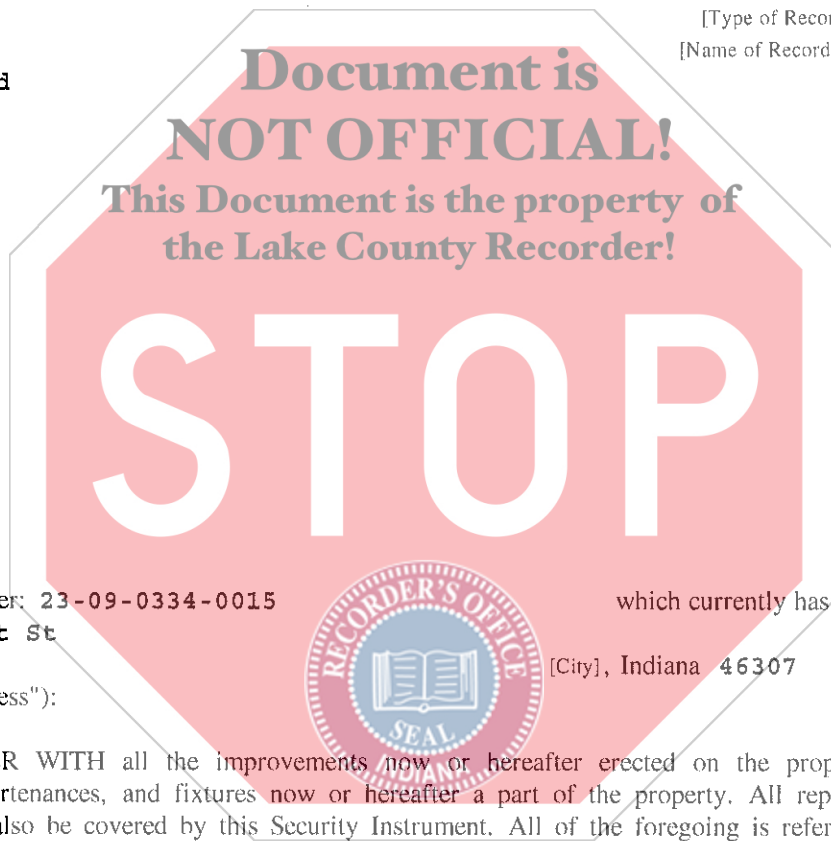 [Type of Recor
[Name of Record
d
Document is
NOT OFFICIAL!
This Document is the property of
the Lake County Recorder!
STOP
er: 23-09-0334-0015 which currently has
t St
[City], Indiana 46307
ess"):
RECORDER'S OFFICE
SEAL
INDIANA
R WITH all the improvements now or hereafter erected on the prop
rtenances, and fixtures now or hereafter a part of the property. All rep
also be covered by this Security Instrument. All of the foregoing is refer